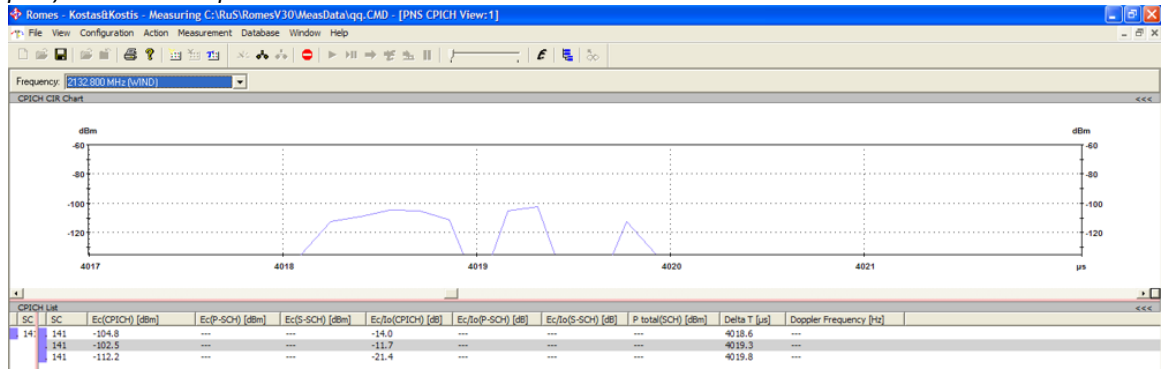 Romes - Kostas&Kostis - Measuring C:\RuS\RomesV30\MeasData\qq.CMD - [PNS CPICH View:1]
File View Configuration Action Measurement Database Window Help
Frequency: 2132.800 MHz (WIND)
CPICH CIR Chart <<<
dBm dBm
-60 -60
-80 -80
-100 -100
-120 -120
4017 4018 4019 4020 4021 µs
CPICH List <<<
SC SC Ec(CPICH) [dBm] Ec(P-SCH) [dBm] Ec(S-SCH) [dBm] Ec/Io(CPICH) [dB] Ec/Io(P-SCH) [dB] Ec/Io(S-SCH) [dB] P total(SCH) [dBm] Delta T [µs] Doppler Frequency [Hz]
141 141 -104.8 --- --- -14.0 --- --- --- 4018.6 ---
141 -102.5 --- --- -11.7 --- --- --- 4019.3 ---
141 -112.2 --- --- -21.4 --- --- --- 4019.8 ---